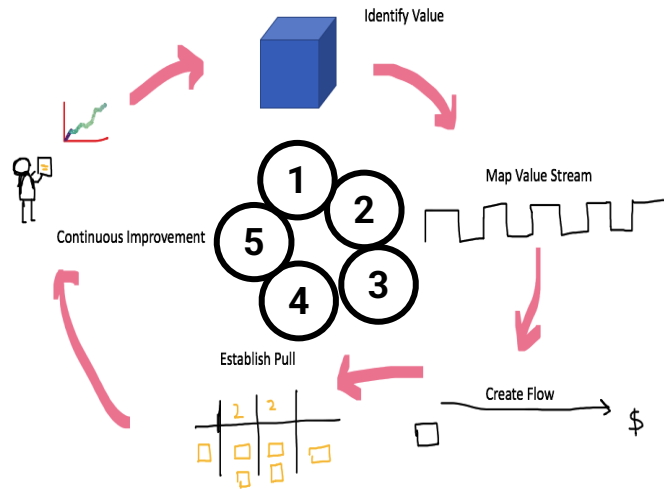 Identify Value
Map Value Stream
1
2
5
3
4
Continuous Improvement
Establish Pull
2 2
Create Flow
$